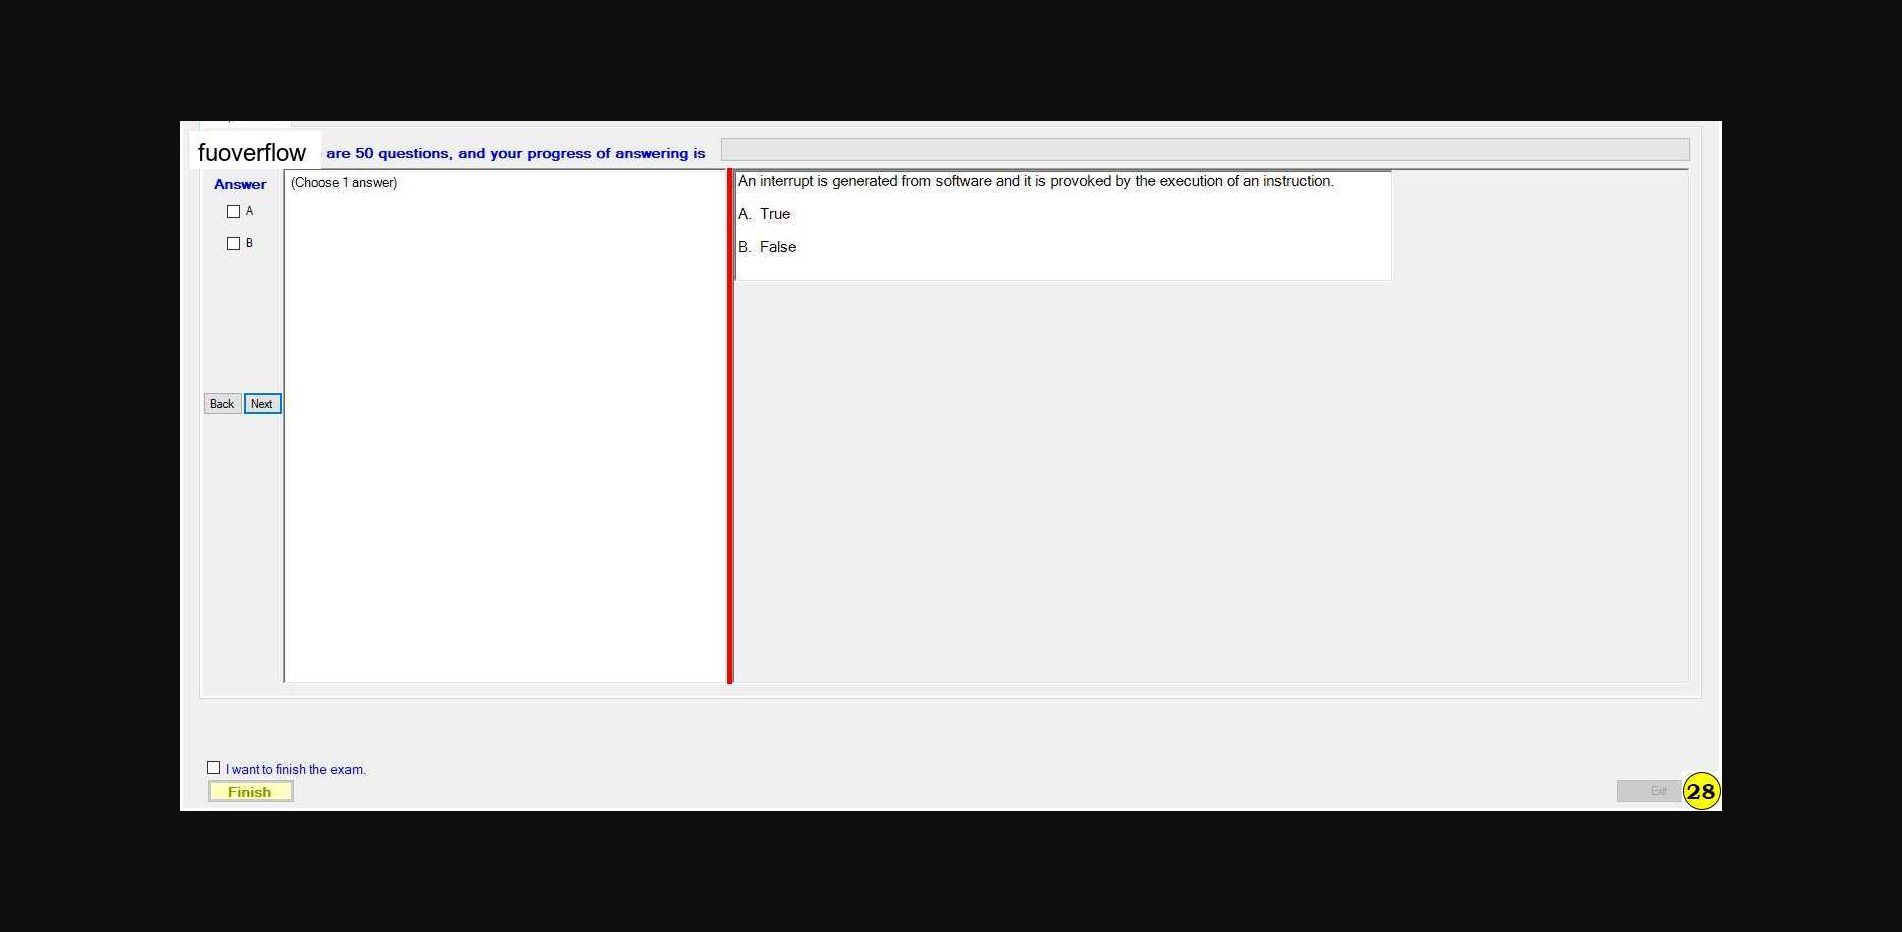 fuoverflow are 50 questions, and your progress of answering is
Answer
(Choose 1 answer)
A
B
Back Next
An interrupt is generated from software and it is provoked by the execution of an instruction.
A. True
B. False
I want to finish the exam.
Finish
Exit
28